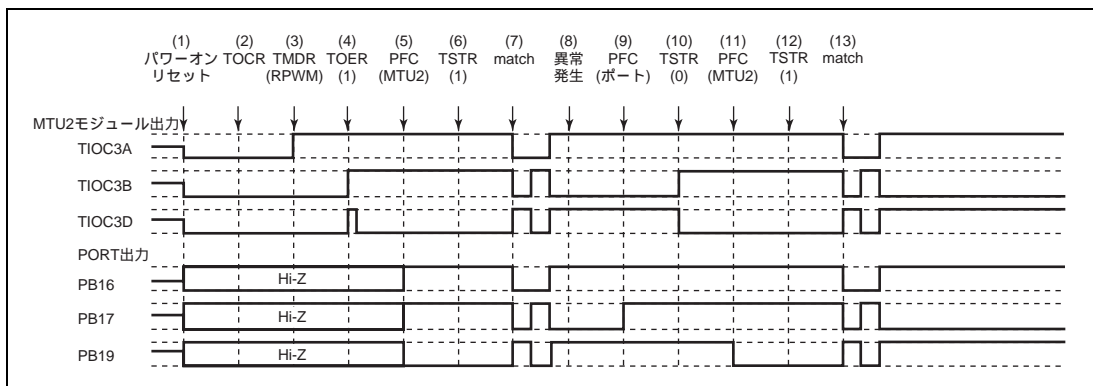 (1) (2) (3) (4) (5) (6) (7) (8) (9) (10) (11) (12) (13)
パワーオン TOCR TMDR TOER PFC TSTR match 異常 PFC TSTR PFC TSTR match
リセット (RPWM) (1) (MTU2) (1) 発生 (ポート) (0) (MTU2) (1)
MTU2モジュール出力
TIOC3A
TIOC3B
TIOC3D
PORT出力
PB16 Hi-Z
PB17 Hi-Z
PB19 Hi-Z